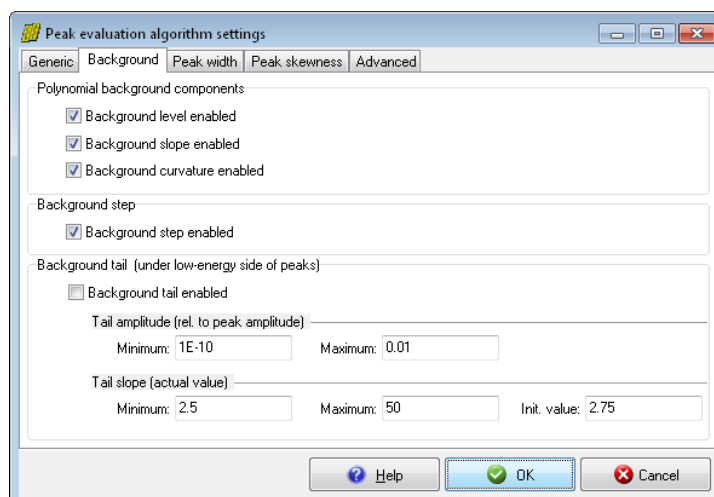 Peak evaluation algorithm settings
Generic Background Peak width Peak skewness Advanced
Polynomial background components
Background level enabled
Background slope enabled
Background curvature enabled
Background step
Background step enabled
Background tail (under low-energy side of peaks)
Background tail enabled
Tail amplitude (rel. to peak amplitude)
Minimum: 1E-10 Maximum: 0.01
Tail slope (actual value)
Minimum: 2.5 Maximum: 50 Init. value: 2.75
Help OK Cancel